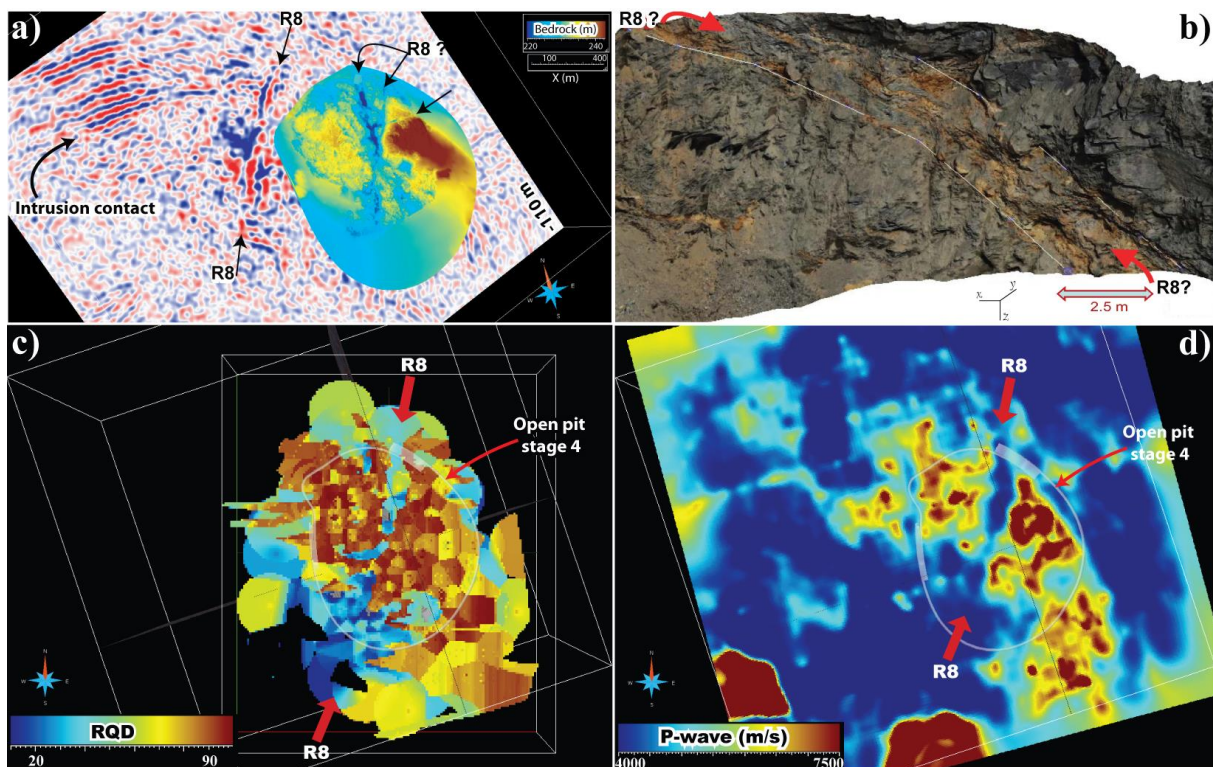 a)
R8
R8 ?
Bedrock (m)
220 240
100 400
X (m)
Intrusion contact
R8
-110 m
N
W
S
R8 ?
b)
x y
z
R8?
2.5 m
c)
R8
Open pit
stage 4
N
W E
S
RQD
20 90
R8
d)
R8
Open pit
stage 4
R8
N
W E
S
P-wave (m/s)
4000 7500